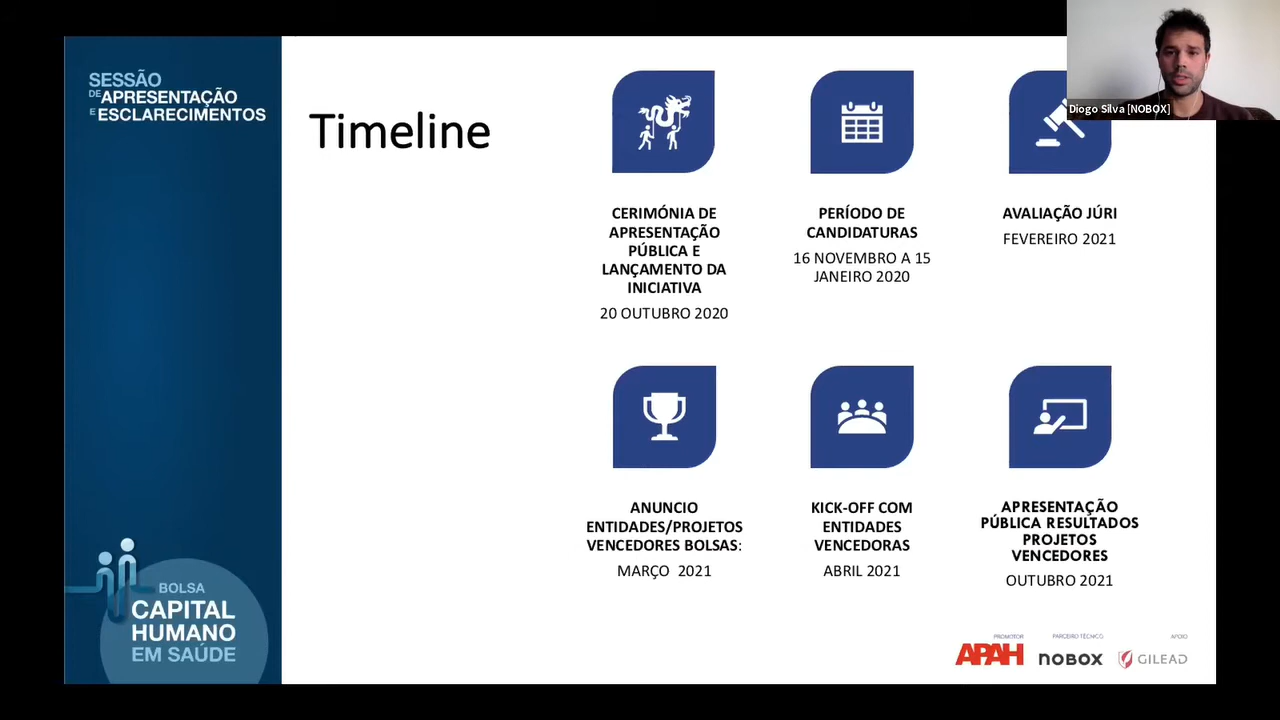 SESSÃO
DE APRESENTAÇÃO
E ESCLARECIMENTOS
Timeline
Diogo Silva [NOBOX]
CERIMÓNIA DE
APRESENTAÇÃO
PÚBLICA E
LANÇAMENTO DA
INICIATIVA
20 OUTUBRO 2020
PERÍODO DE
CANDIDATURAS
16 NOVEMBRO A 15
JANEIRO 2020
AVALIAÇÃO JÚRI
FEVEREIRO 2021
ANUNCIO
ENTIDADES/PROJETOS
VENCEDORES BOLSAS:
MARÇO 2021
KICK-OFF COM
ENTIDADES
VENCEDORAS
ABRIL 2021
APRESENTAÇÃO
PÚBLICA RESULTADOS
PROJETOS
VENCEDORES
OUTUBRO 2021
BOLSA
CAPITAL
HUMANO
EM SAÚDE
PROMOTOR
APAH
PARCEIRO TÉCNICO
NOBOX
APOIO
GILEAD